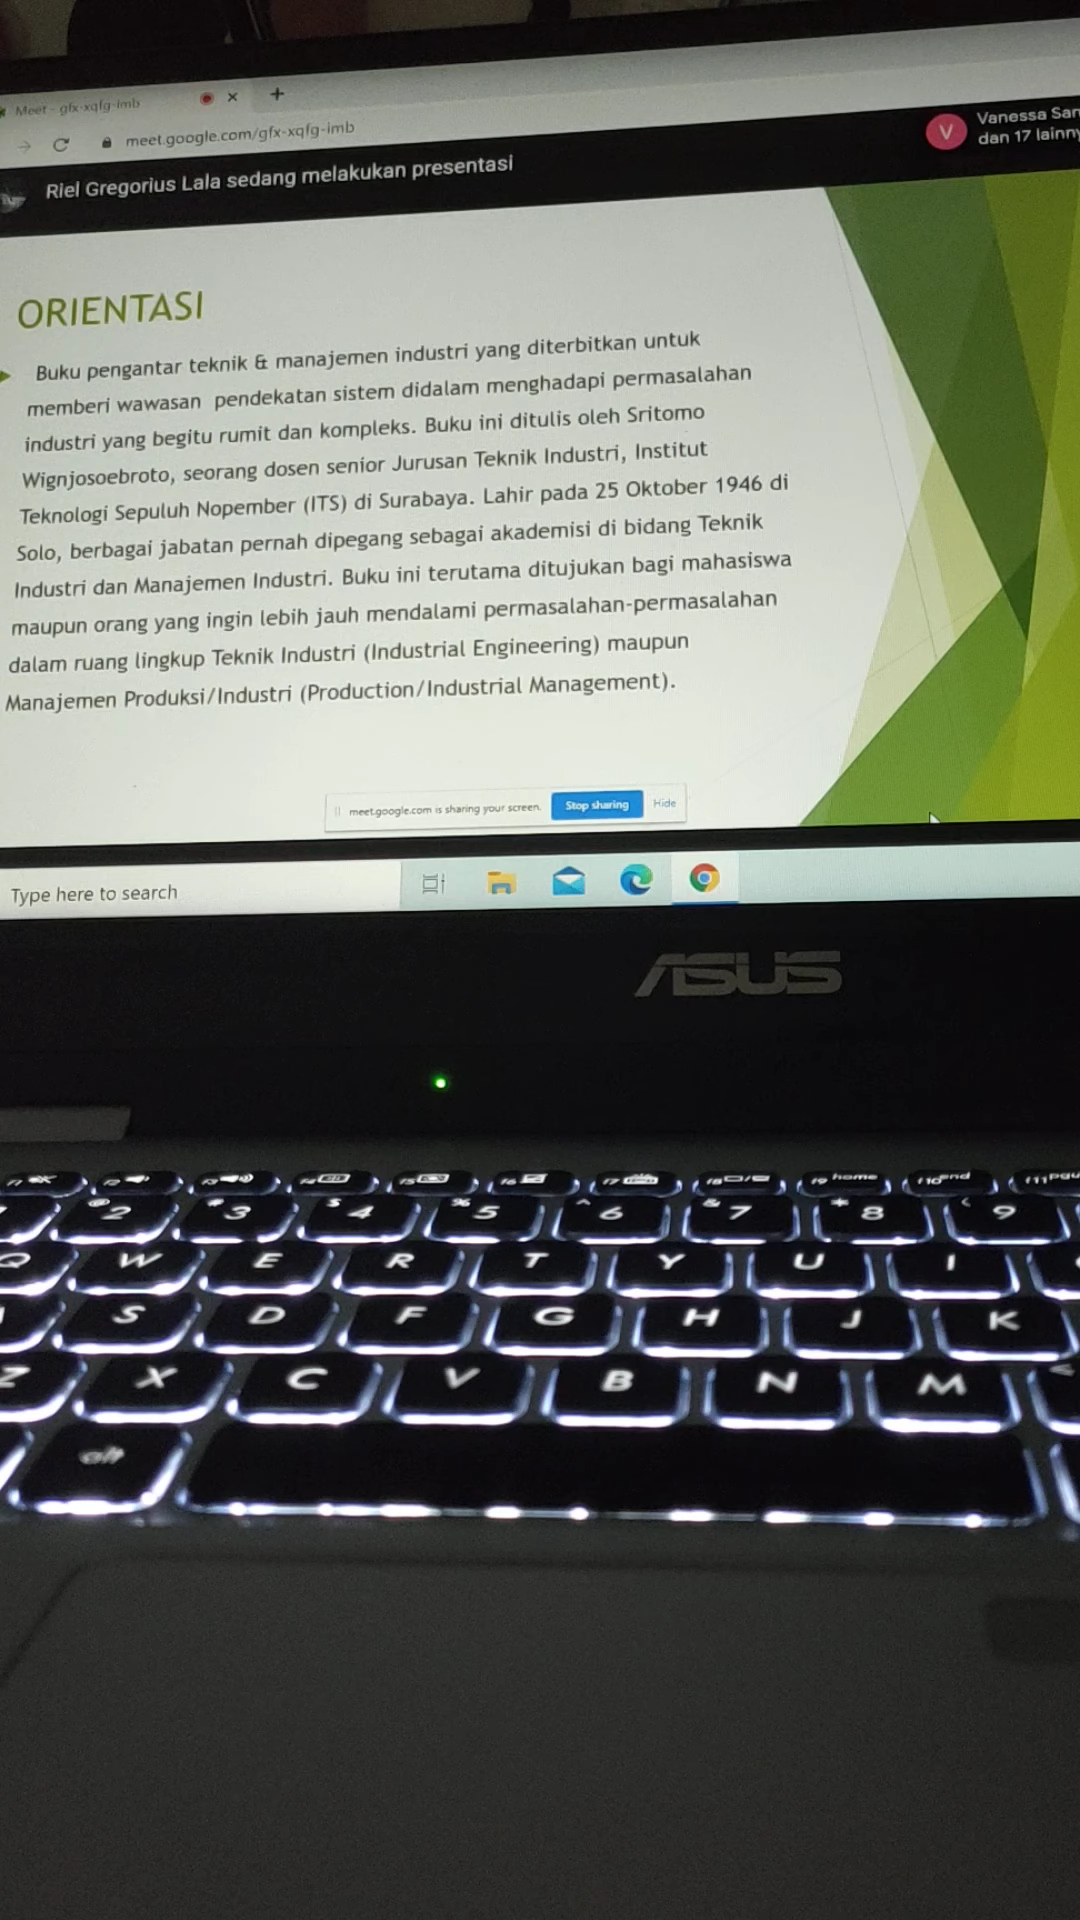 Meet - gfx-xqfg-imb
meet.google.com/gfx-xqfg-imb
Riel Gregorius Lala sedang melakukan presentasi
V
Vanessa
dan 17
ORIENTASI
Buku pengantar teknik & manajemen industri yang diterbitkan untuk
memberi wawasan pendekatan sistem didalam menghadapi permasalahan
industri yang begitu rumit dan kompleks. Buku ini ditulis oleh Sritomo
Wignjosoebroto, seorang dosen senior Jurusan Teknik Industri, Institut
Teknologi Sepuluh Nopember (ITS) di Surabaya. Lahir pada 25 Oktober 1946 di
Solo, berbagai jabatan pernah dipegang sebagai akademisi di bidang Teknik
Industri dan Manajemen Industri. Buku ini terutama ditujukan bagi mahasiswa
maupun orang yang ingin lebih jauh mendalami permasalahan-permasalahan
dalam ruang lingkup Teknik Industri (Industrial Engineering) maupun
Manajemen Produksi/Industri (Production/Industrial Management).
meet.google.com is sharing your screen. Stop sharing Hide
Type here to search
ASUS
home end
@ 2 # 3 $ 4 % 5 ^ 6 & 7 * 8 ( 9
Q W E R T Y U I
S D F G H J K
Z X C V B N M
alt